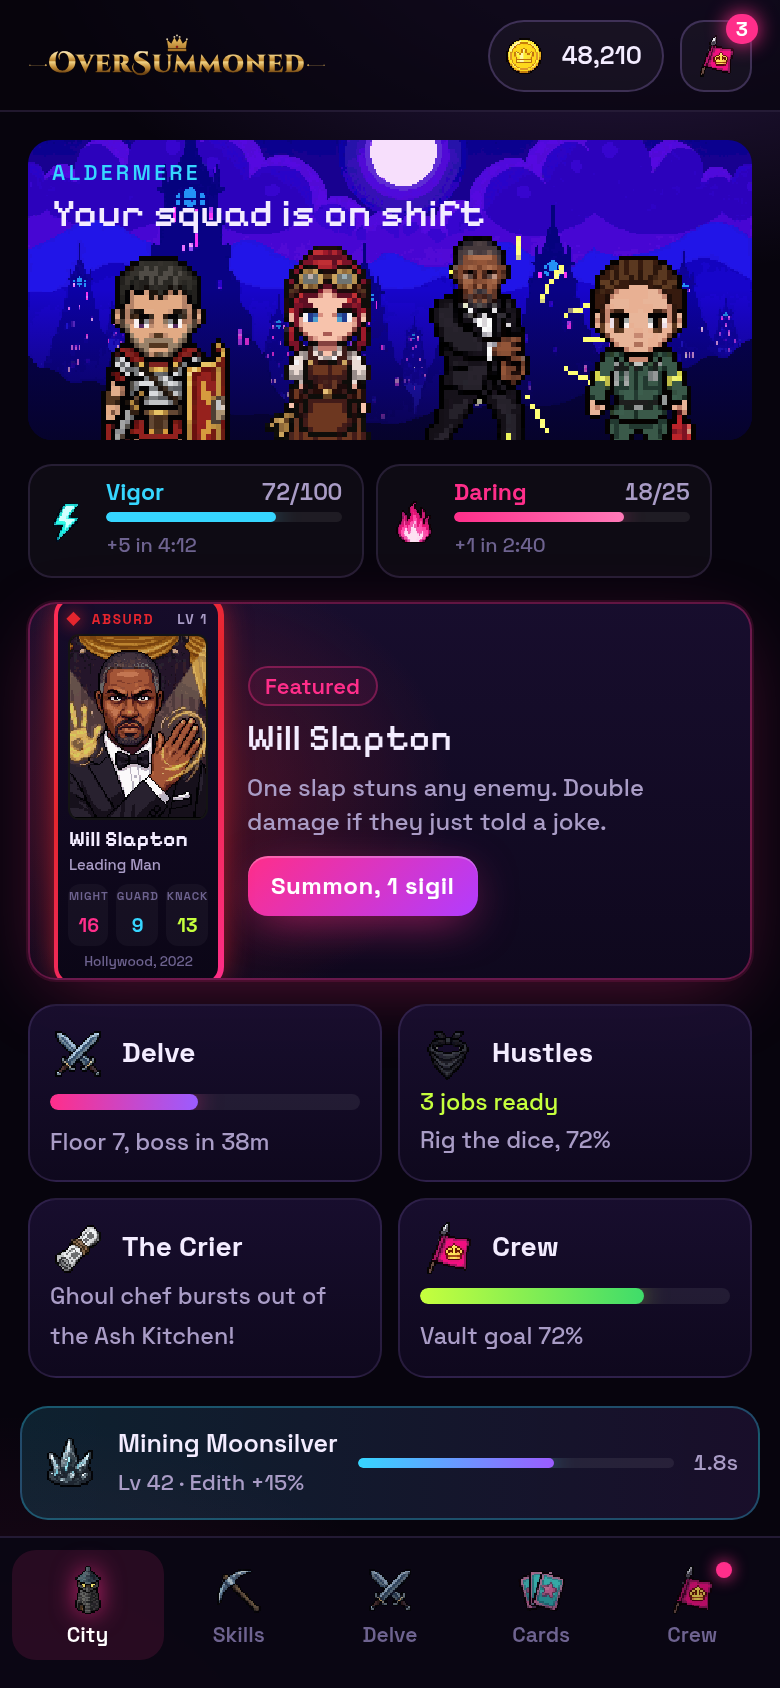 OVERSUMMONED
48,210
3
ALDERMERE
Your squad is on shift
Vigor 72/100
+5 in 4:12
Daring 18/25
+1 in 2:40
ABSURD LV 1
Will Slapton
Leading Man
MIGHT GUARD KNACK
16 9 13
Hollywood, 2022
Featured
Will Slapton
One slap stuns any enemy. Double
damage if they just told a joke.
Summon, 1 sigil
Delve
Floor 7, boss in 38m
Hustles
3 jobs ready
Rig the dice, 72%
The Crier
Ghoul chef bursts out of
the Ash Kitchen!
Crew
Vault goal 72%
Mining Moonsilver
Lv 42 · Edith +15%
1.8s
City
Skills
Delve
Cards
Crew